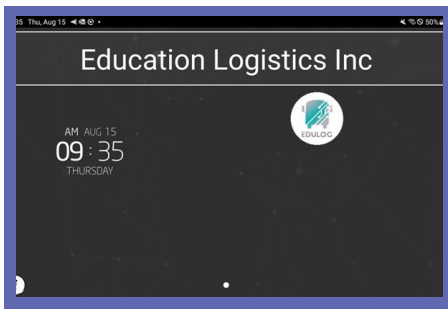 35 Thu, Aug 15
50%
Education Logistics Inc
AM AUG 15
09 : 35
THURSDAY
EDULOG